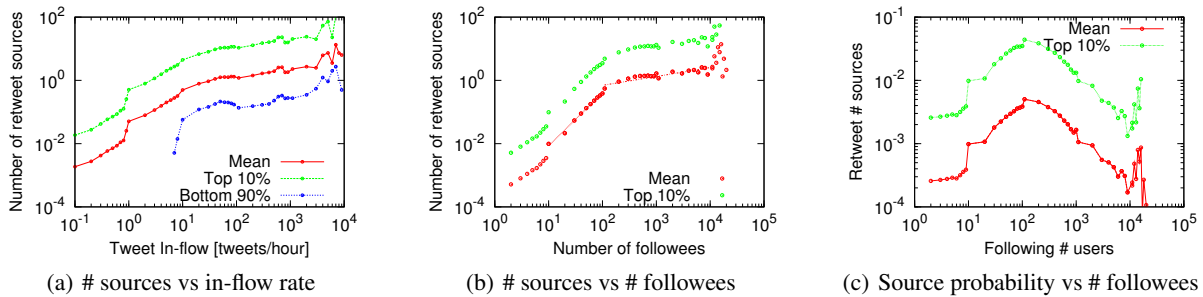 Number of retweet sources
10^2
10^0
10^-2
10^-4
Mean
Top 10%
Bottom 90%
10^-1 10^0 10^1 10^2 10^3 10^4
Tweet In-flow [tweets/hour]
(a) # sources vs in-flow rate
Number of retweet sources
10^2
10^0
10^-2
10^-4
Mean
Top 10%
10^0 10^1 10^2 10^3 10^4 10^5
Number of followees
(b) # sources vs # followees
Retweet # sources
10^-1
10^-2
10^-3
10^-4
Mean
Top 10%
10^0 10^1 10^2 10^3 10^4 10^5
Following # users
(c) Source probability vs # followees